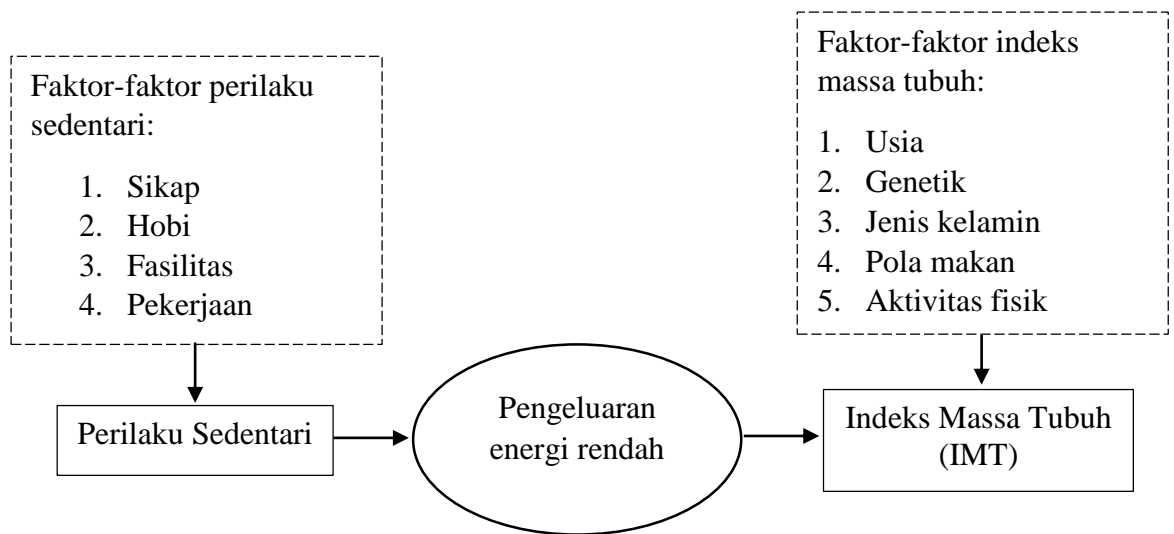 Faktor-faktor perilaku
sedentari:
1. Sikap
2. Hobi
3. Fasilitas
4. Pekerjaan
Faktor-faktor indeks
massa tubuh:
1. Usia
2. Genetik
3. Jenis kelamin
4. Pola makan
5. Aktivitas fisik
Perilaku Sedentari
Pengeluaran
energi rendah
Indeks Massa Tubuh
(IMT)